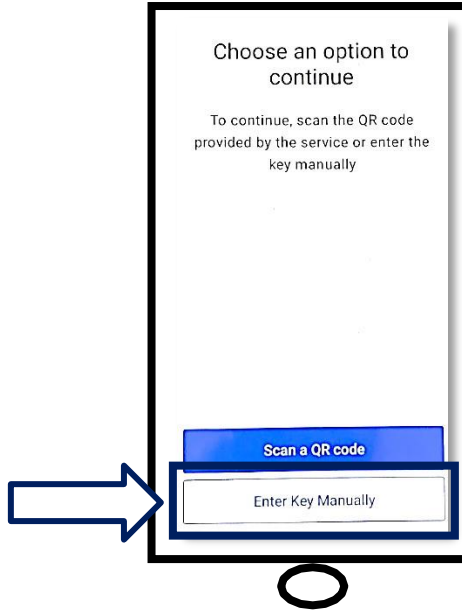 Choose an option to
continue
To continue, scan the QR code
provided by the service or enter the
key manually
Scan a QR code
Enter Key Manually